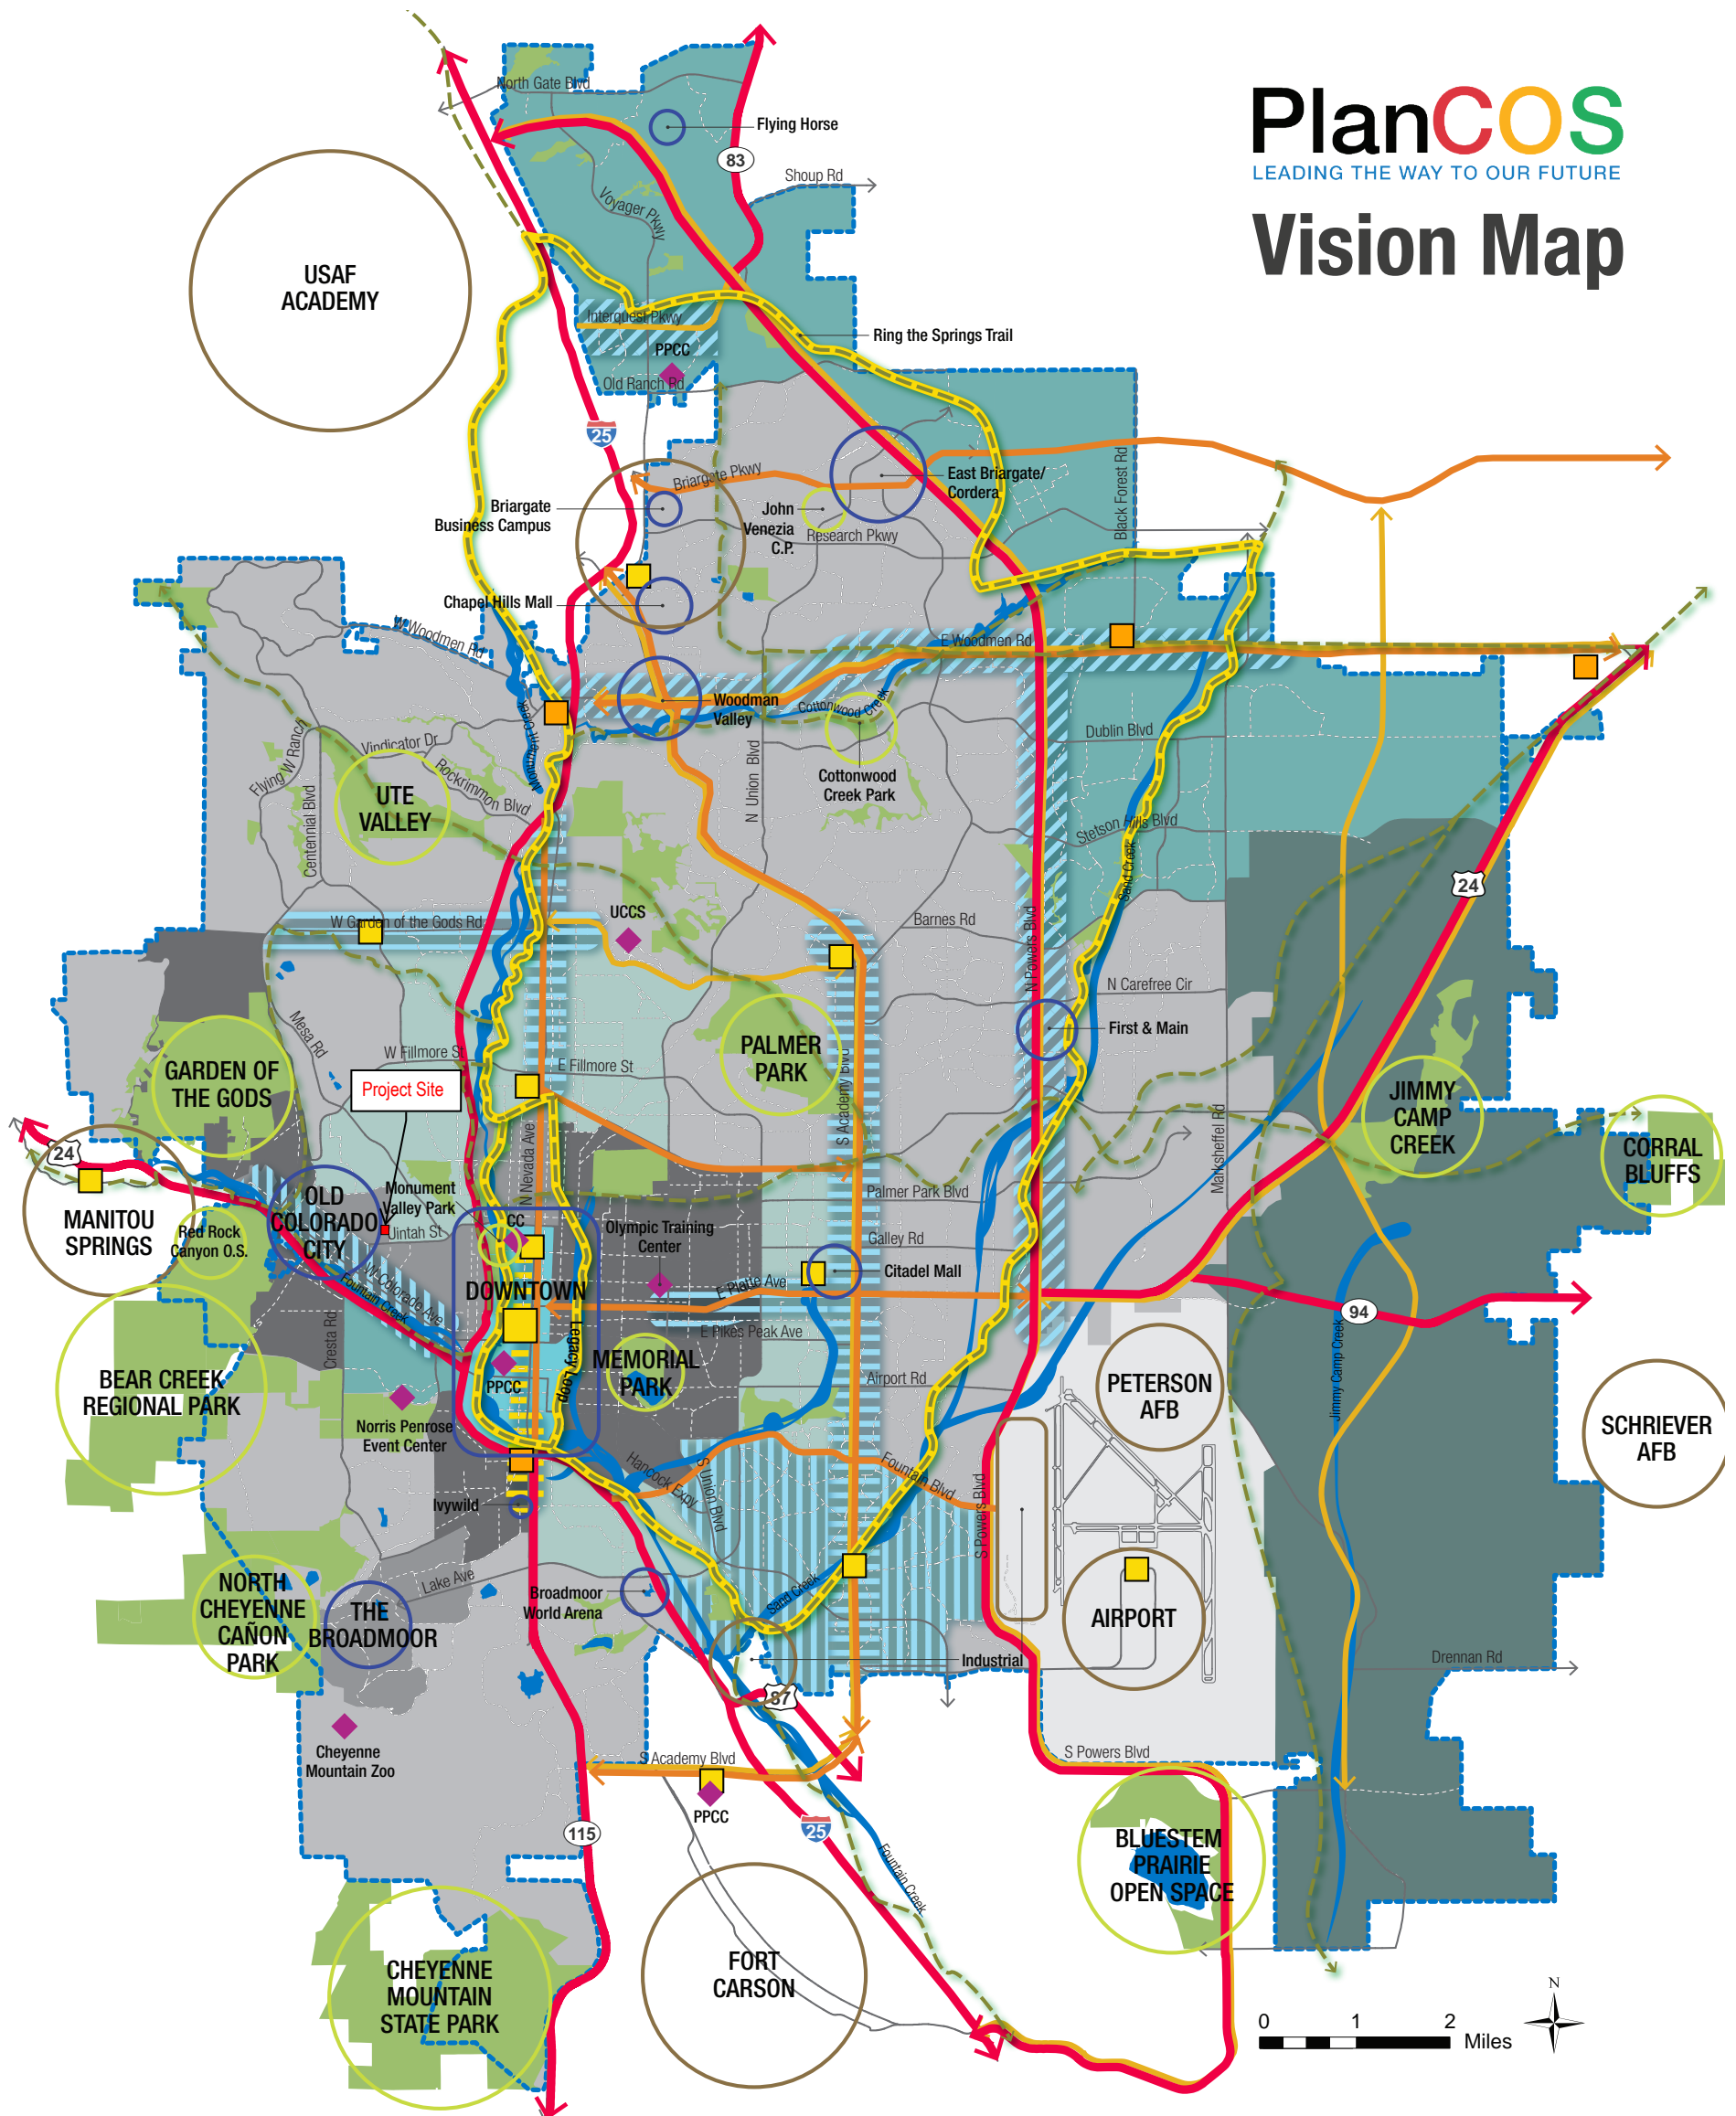 PlanCOS
LEADING THE WAY TO OUR FUTURE
Vision Map
North Gate Blvd
Flying Horse
83
Shoup Rd
Voyager Pkwy
USAF
ACADEMY
Interquest Pkwy
Ring the Springs Trail
PPCC
Old Ranch Rd
25
Briargate Pkwy
East Briargate/
Cordera
Black Forest Rd
Briargate
Business Campus
John
Venezia
C.P.
Research Pkwy
Chapel Hills Mall
W Woodmen Rd
E Woodmen Rd
Woodman
Valley
Cottonwood Creek
Monument Creek
Flying W Ranch
Vindicator Dr
Rockrimmon Blvd
N Union Blvd
Dublin Blvd
Cottonwood
Creek Park
UTE
VALLEY
Centennial Blvd
Stetson Hills Blvd
Sand Creek
24
W Garden of the Gods Rd
UCCS
Barnes Rd
N Powers Blvd
N Carefree Cir
Mesa Rd
First & Main
W Fillmore St
E Fillmore St
PALMER
PARK
S Academy Blvd
GARDEN OF
THE GODS
Project Site
JIMMY
CAMP
CREEK
Marksheffel Rd
CORRAL
BLUFFS
24
N Nevada Ave
MANITOU
SPRINGS
Red Rock
Canyon O.S.
OLD
COLORADO
CITY
Monument
Valley Park
Uintah St
CC
Olympic Training
Center
Palmer Park Blvd
Galley Rd
Citadel Mall
DOWNTOWN
E Platte Ave
W Colorado Ave
Fountain Creek
Legacy Loop
E Pikes Peak Ave
94
Jimmy Camp Creek
Cresta Rd
MEMORIAL
PARK
PPCC
Airport Rd
BEAR CREEK
REGIONAL PARK
PETERSON
AFB
SCHRIEVER
AFB
Norris Penrose
Event Center
Hancock Expy
S Union Blvd
Fountain Blvd
S Powers Blvd
Ivywild
Lake Ave
Broadmoor
World Arena
Sand Creek
NORTH
CHEYENNE
CAÑON
PARK
THE
BROADMOOR
AIRPORT
Industrial
Drennan Rd
87
Cheyenne
Mountain Zoo
S Academy Blvd
S Powers Blvd
PPCC
115
25
BLUESTEM
PRAIRIE
OPEN SPACE
Fountain Creek
CHEYENNE
MOUNTAIN
STATE PARK
FORT
CARSON
N
0 1 2
Miles